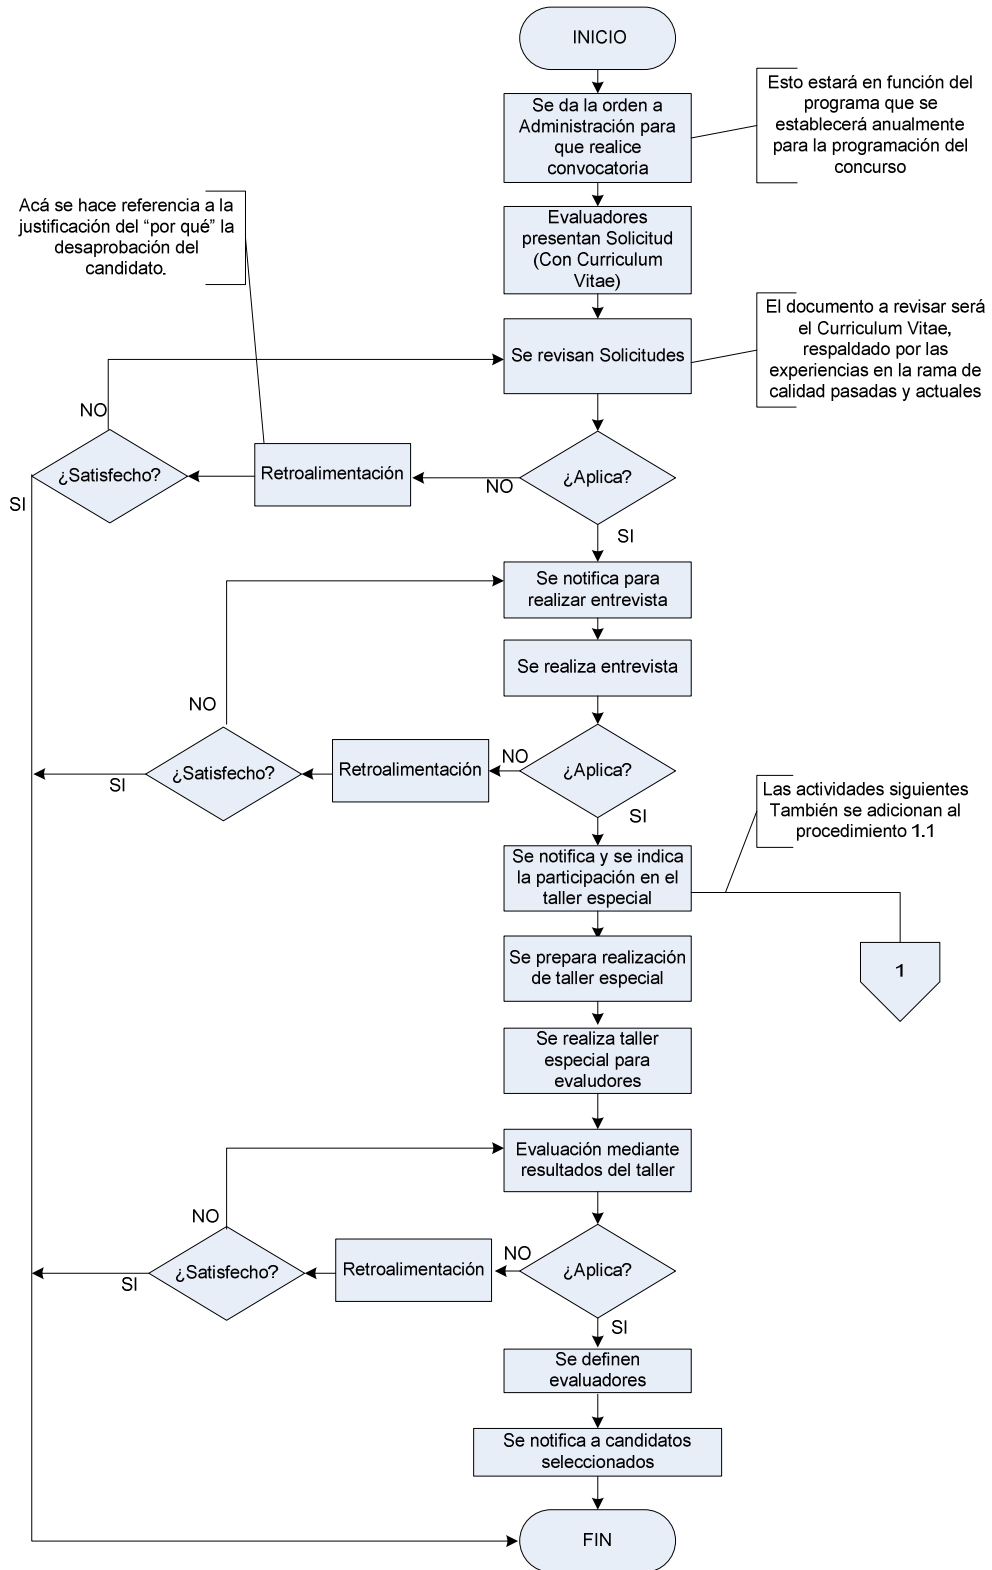 INICIO
Se da la orden a
Administración para
que realice
convocatoria
Esto estará en función del
programa que se
establecerá anualmente
para la programación del
concurso
Acá se hace referencia a la
justificación del “por qué” la
desaprobación del
candidato.
Evaluadores
presentan Solicitud
(Con Curriculum
Vitae)
Se revisan Solicitudes
El documento a revisar será
el Curriculum Vitae,
respaldado por las
experiencias en la rama de
calidad pasadas y actuales
NO
¿Satisfecho?
SI
Retroalimentación
NO
¿Aplica?
SI
Se notifica para
realizar entrevista
Se realiza entrevista
NO
¿Satisfecho?
SI
Retroalimentación
NO
¿Aplica?
SI
Las actividades siguientes
También se adicionan al
procedimiento 1.1
Se notifica y se indica
la participación en el
taller especial
1
Se prepara realización
de taller especial
Se realiza taller
especial para
evaludores
Evaluación mediante
resultados del taller
NO
¿Satisfecho?
SI
Retroalimentación
NO
¿Aplica?
SI
Se definen
evaluadores
Se notifica a candidatos
seleccionados
FIN